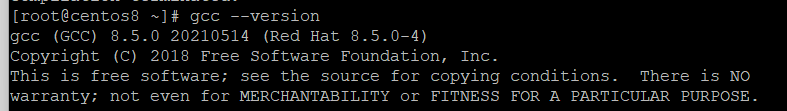 [root@centos8 ~]# gcc --version
gcc (GCC) 8.5.0 20210514 (Red Hat 8.5.0-4)
Copyright (C) 2018 Free Software Foundation, Inc.
This is free software; see the source for copying conditions.  There is NO
warranty; not even for MERCHANTABILITY or FITNESS FOR A PARTICULAR PURPOSE.